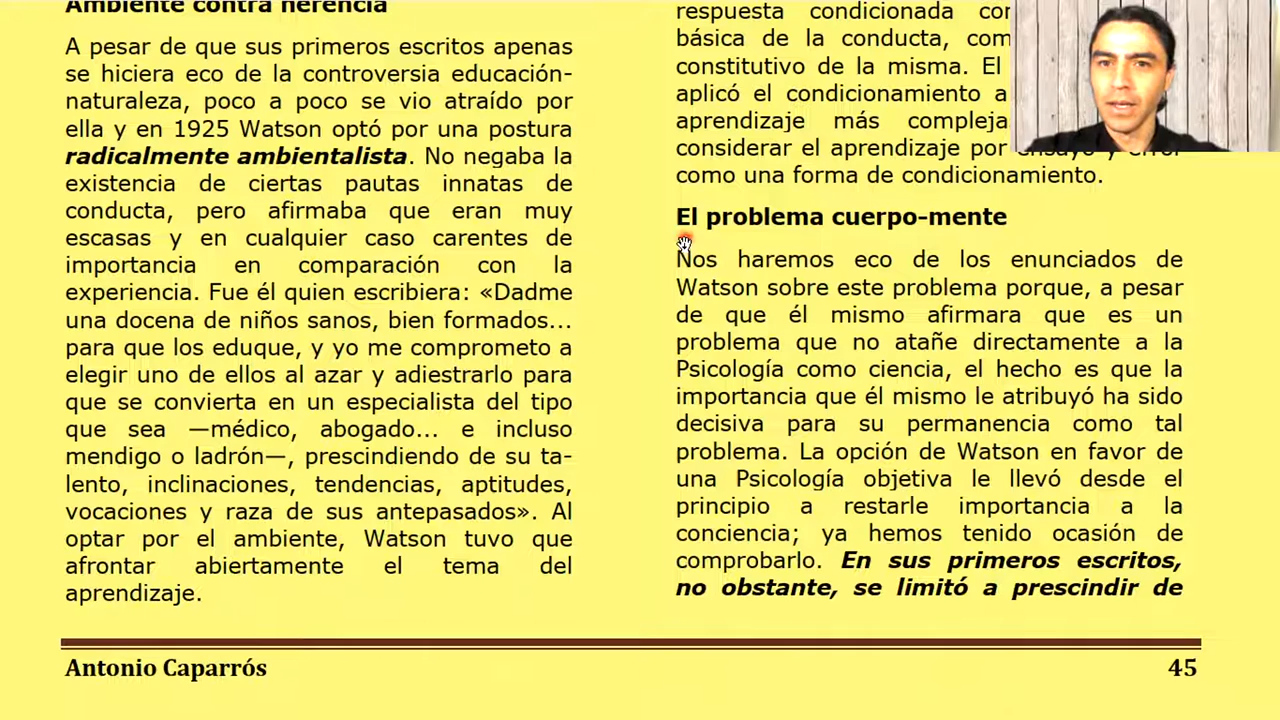 Ambiente contra herencia
A pesar de que sus primeros escritos apenas
se hiciera eco de la controversia educación-
naturaleza, poco a poco se vio atraído por
ella y en 1925 Watson optó por una postura
radicalmente ambientalista. No negaba la
existencia de ciertas pautas innatas de
conducta, pero afirmaba que eran muy
escasas y en cualquier caso carentes de
importancia en comparación con la
experiencia. Fue él quien escribiera: «Dadme
una docena de niños sanos, bien formados...
para que los eduque, y yo me comprometo a
elegir uno de ellos al azar y adiestrarlo para
que se convierta en un especialista del tipo
que sea —médico, abogado... e incluso
mendigo o ladrón—, prescindiendo de su ta-
lento, inclinaciones, tendencias, aptitudes,
vocaciones y raza de sus antepasados». Al
optar por el ambiente, Watson tuvo que
afrontar abiertamente el tema del
aprendizaje.
respuesta condicionada
básica de la conducta,
constitutivo de la misma. El
aplicó el condicionamiento a
aprendizaje más
considerar el aprendizaje por ensayo y error
como una forma de condicionamiento.
El problema cuerpo-mente
Nos haremos eco de los enunciados de
Watson sobre este problema porque, a pesar
de que él mismo afirmara que es un
problema que no atañe directamente a la
Psicología como ciencia, el hecho es que la
importancia que él mismo le atribuyó ha sido
decisiva para su permanencia como tal
problema. La opción de Watson en favor de
una Psicología objetiva le llevó desde el
principio a restarle importancia a la
conciencia; ya hemos tenido ocasión de
comprobarlo. En sus primeros escritos,
no obstante, se limitó a prescindir de
Antonio Caparrós
45